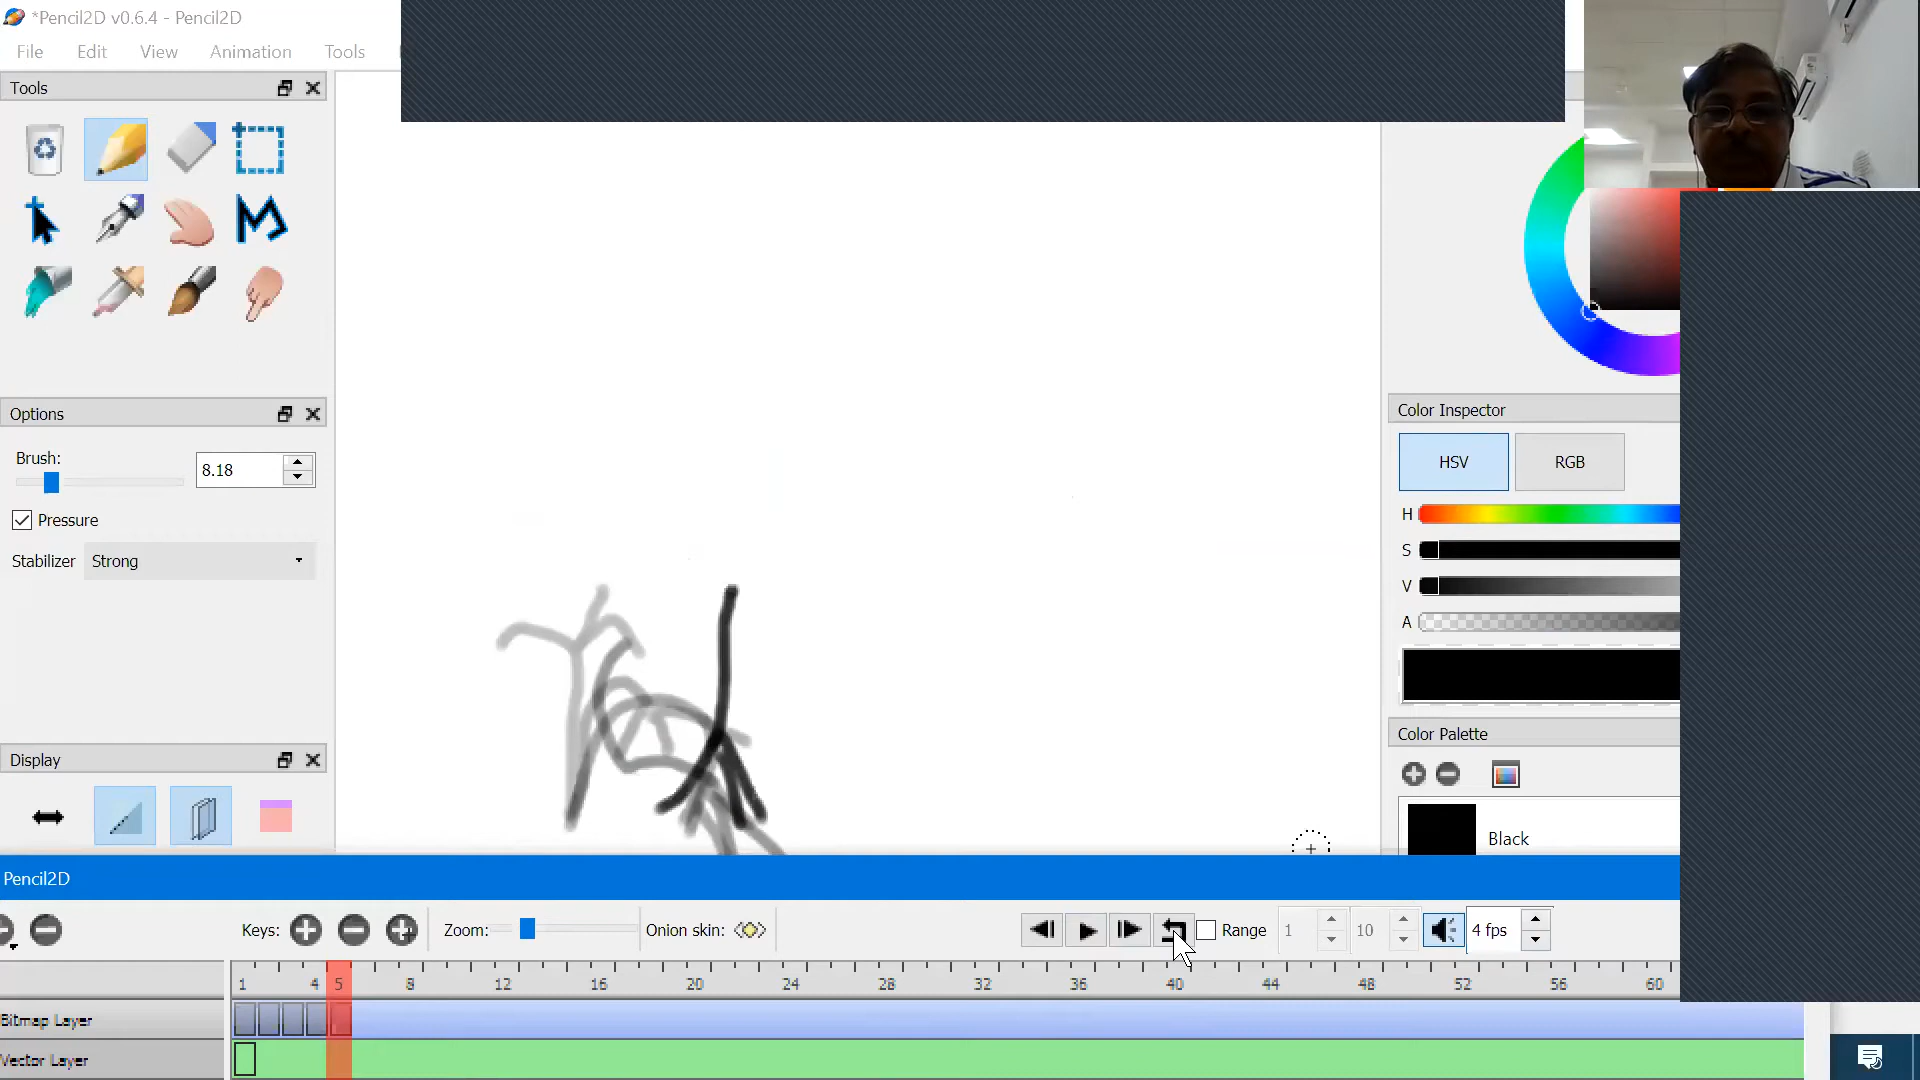 *Pencil2D v0.6.4 - Pencil2D
File Edit View Animation Tools
Tools
Options
Brush: 8.18
Pressure
Stabilizer Strong
Display
Color Inspector
HSV RGB
H
S
V
A
Color Palette
Black
Pencil2D
Keys: Zoom: Onion skin: Range 1 10 4 fps
1 4 5 8 12 16 20 24 28 32 36 40 44 48 52 56 60
Bitmap Layer
Vector Layer